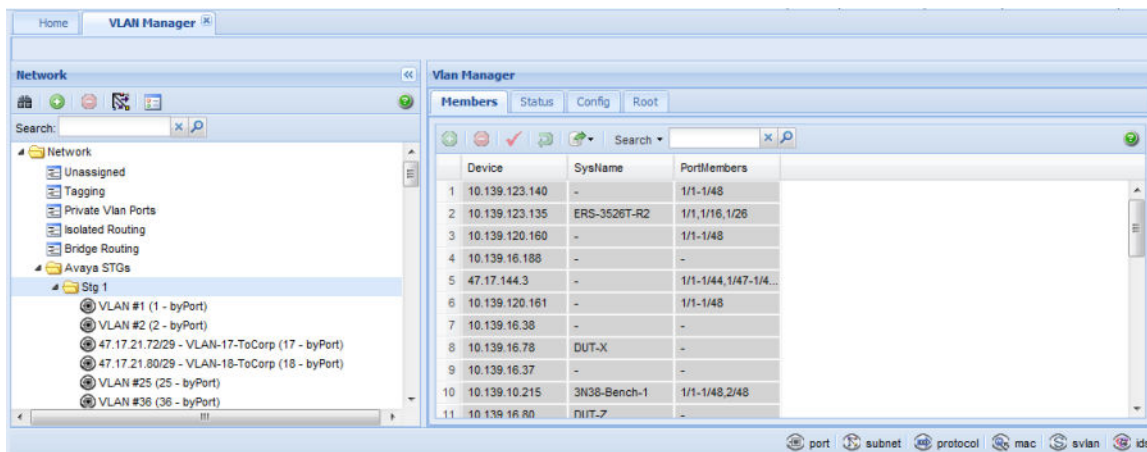 Home VLAN Manager
Network
Search:
Network
Unassigned
Tagging
Private Vlan Ports
Isolated Routing
Bridge Routing
Avaya STGs
Stg 1
VLAN #1 (1 - byPort)
VLAN #2 (2 - byPort)
47.17.21.72/29 - VLAN-17-ToCorp (17 - byPort)
47.17.21.80/29 - VLAN-18-ToCorp (18 - byPort)
VLAN #25 (25 - byPort)
VLAN #36 (36 - byPort)
Vlan Manager
Members Status Config Root
Search
Device SysName PortMembers
1 10.139.123.140 - 1/1-1/48
2 10.139.123.135 ERS-3526T-R2 1/1,1/16,1/26
3 10.139.120.160 - 1/1-1/48
4 10.139.16.188 - -
5 47.17.144.3 - 1/1-1/44,1/47-1/4...
6 10.139.120.161 - 1/1-1/48
7 10.139.16.38 - -
8 10.139.16.78 DUT-X -
9 10.139.16.37 - -
10 10.139.10.215 3N38-Bench-1 1/1-1/48,2/48
11 10.139.16.80 DUT-Z -
port subnet protocol mac svlan ids